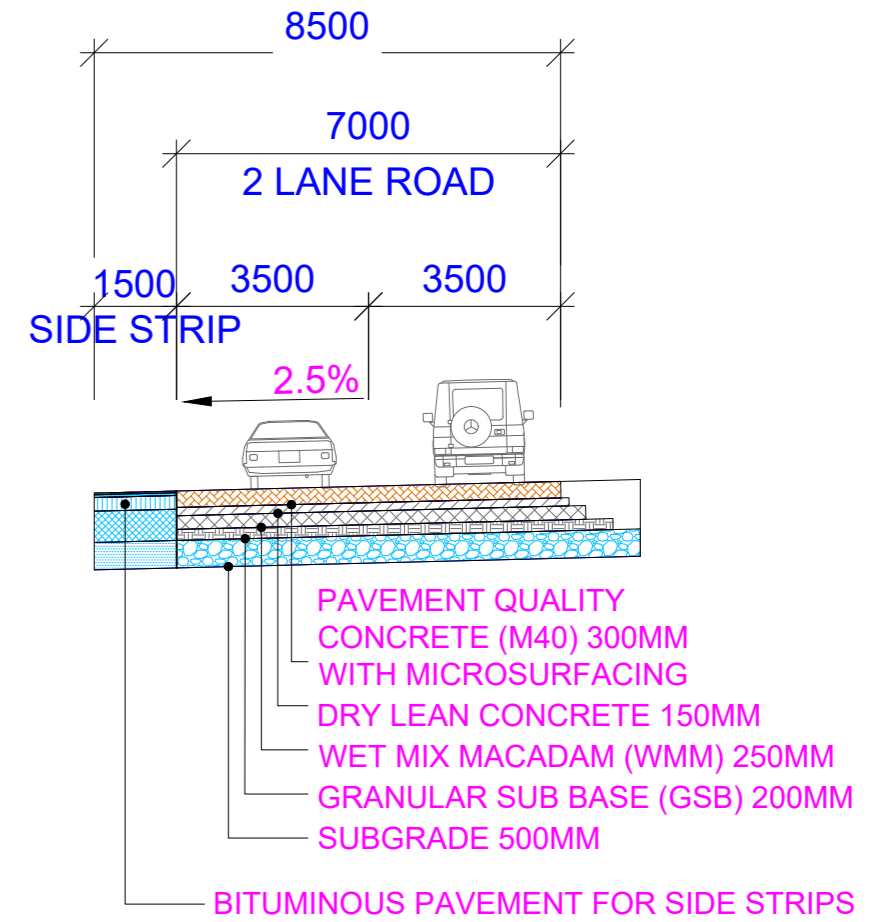 8500
7000
2 LANE ROAD
1500 3500 3500
SIDE STRIP
2.5%
PAVEMENT QUALITY
CONCRETE (M40) 300MM
WITH MICROSURFACING
DRY LEAN CONCRETE 150MM
WET MIX MACADAM (WMM) 250MM
GRANULAR SUB BASE (GSB) 200MM
SUBGRADE 500MM
BITUMINOUS PAVEMENT FOR SIDE STRIPS